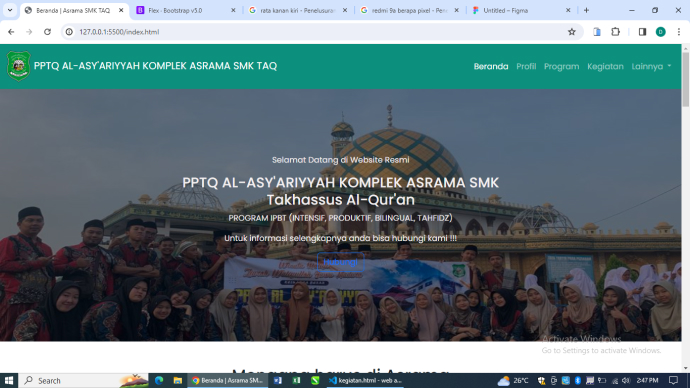 Beranda | Asrama SMK TAQ
Flex · Bootstrap v5.0
rata kanan kiri - Penelusuran
redmi 9a berapa pixel - Pen
Untitled – Figma
127.0.0.1:5500/index.html
PPTQ AL-ASY'ARIYYAH KOMPLEK ASRAMA SMK TAQ
Beranda Profil Program Kegiatan Lainnya
Selamat Datang di Website Resmi
PPTQ AL-ASY'ARIYYAH KOMPLEK ASRAMA SMK
Takhassus Al-Qur'an
PROGRAM IPBT (INTENSIF, PRODUKTIF, BILINGUAL, TAHFIDZ)
Untuk informasi selengkapnya anda bisa hubungi kami !!!
Activate Windows
Go to Settings to activate Windows.
Mengapa harus di Asrama
Search
Beranda | Asrama SM...
kegiatan.html - web a...
26°C
2:47 PM